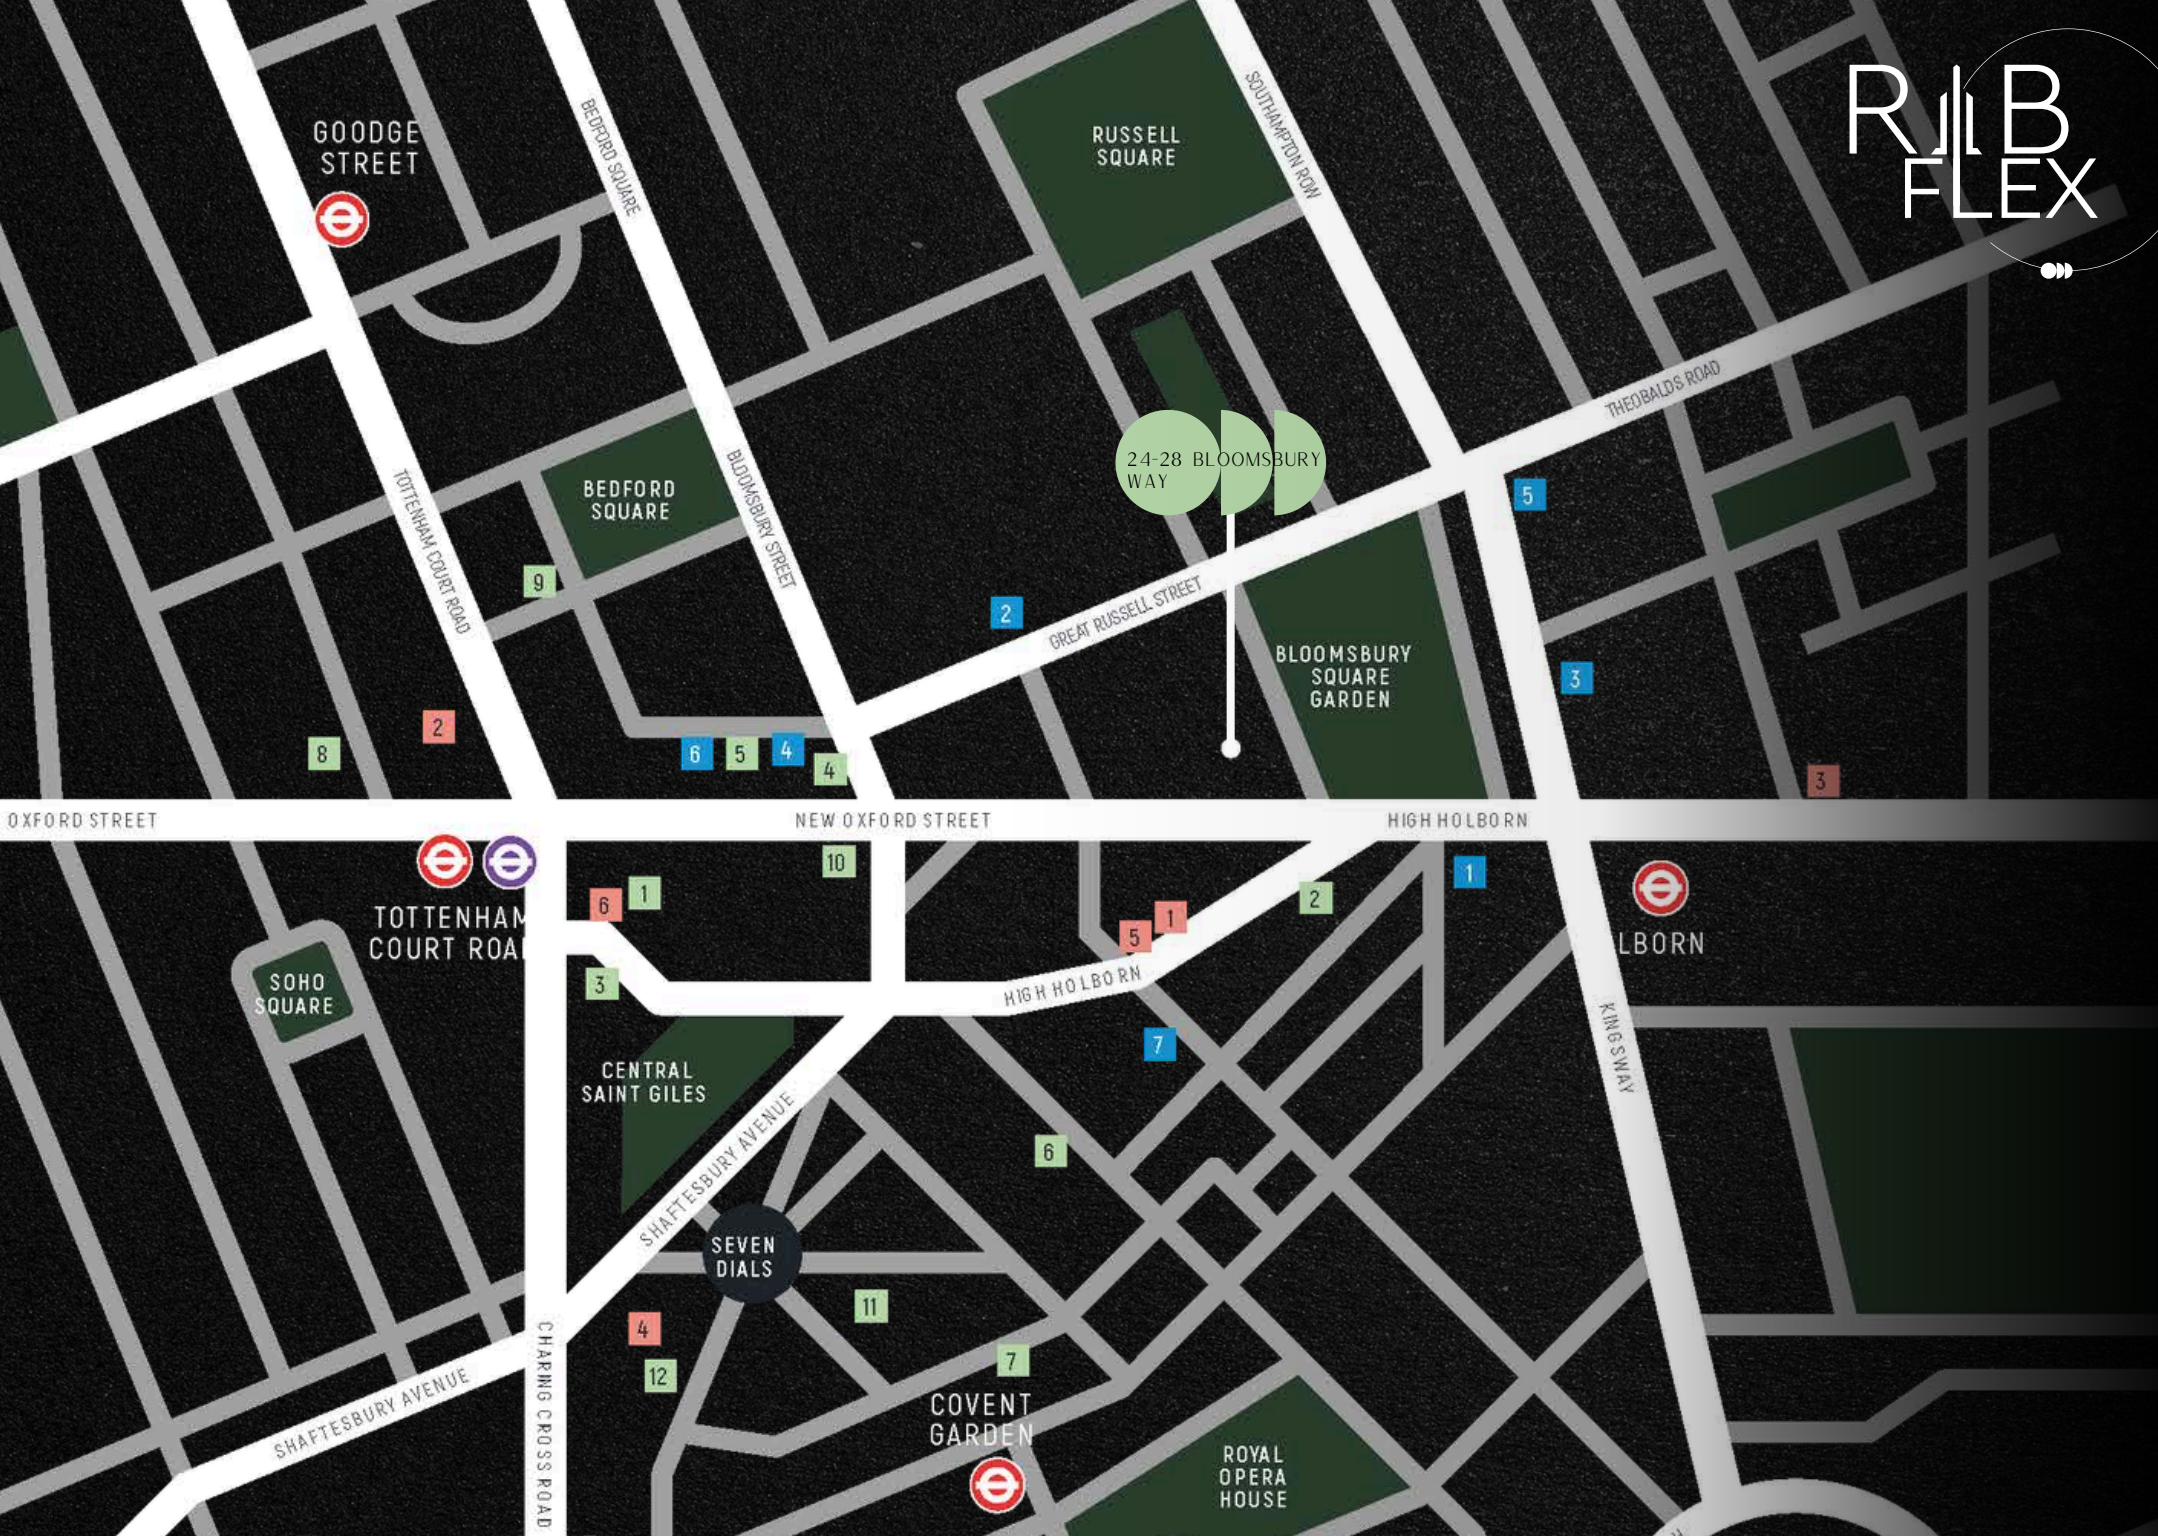 R B
FLEX
GOODGE
STREET
BEDFORD SQUARE
RUSSELL
SQUARE
SOUTHAMPTON ROW
THEOBALDS ROAD
24-28 BLOOMSBURY
WAY
BEDFORD
SQUARE
BLOOMSBURY STREET
TOTTENHAM COURT ROAD
5
9
2
GREAT RUSSELL STREET
BLOOMSBURY
SQUARE
GARDEN
3
2
8
6
5
4
4
3
OXFORD STREET
NEW OXFORD STREET
HIGH HOLBORN
10
1
6
1
2
1
5
TOTTENHAM
COURT ROAD
LBORN
SOHO
SQUARE
3
HIGH HOLBORN
KINGSWAY
7
CENTRAL
SAINT GILES
SHAFTESBURY AVENUE
6
SEVEN
DIALS
11
4
12
7
CHARING CROSS ROAD
SHAFTESBURY AVENUE
COVENT
GARDEN
ROYAL
OPERA
HOUSE